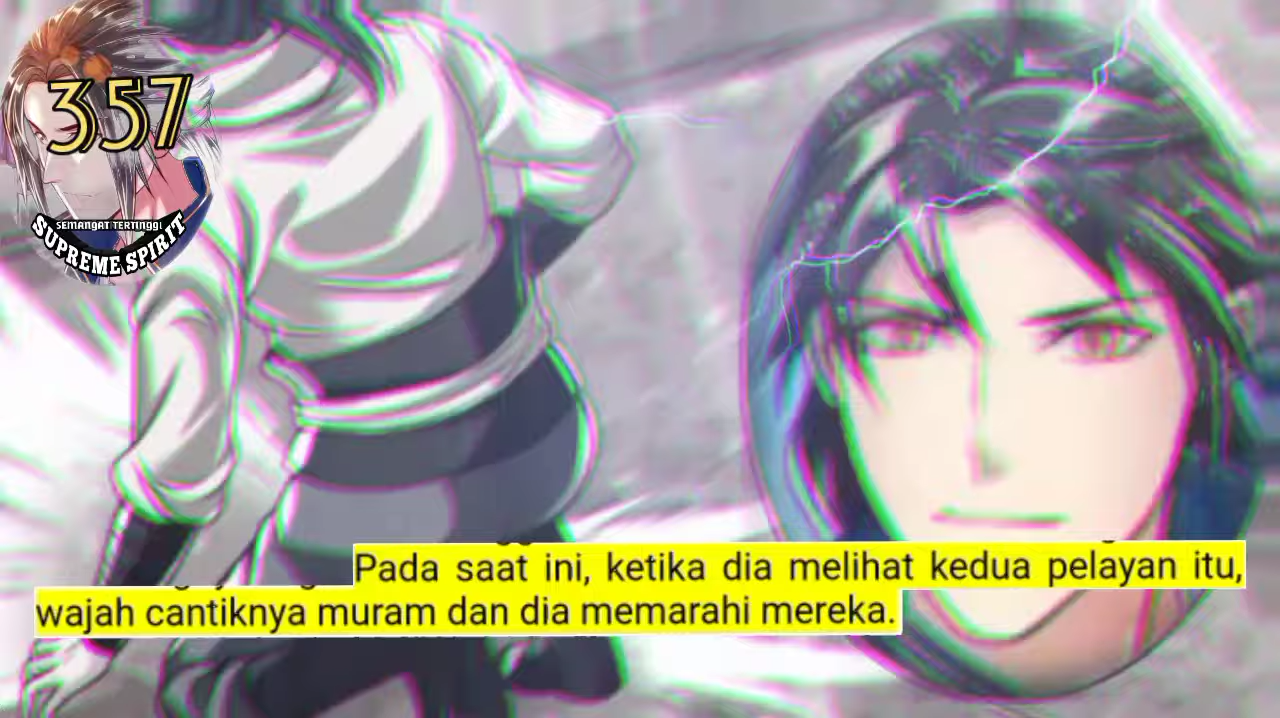 357
SEMANGAT TERTINGGI
SUPREME SPIRIT
Pada saat ini, ketika dia melihat kedua pelayan itu,
wajah cantiknya muram dan dia memarahi mereka.